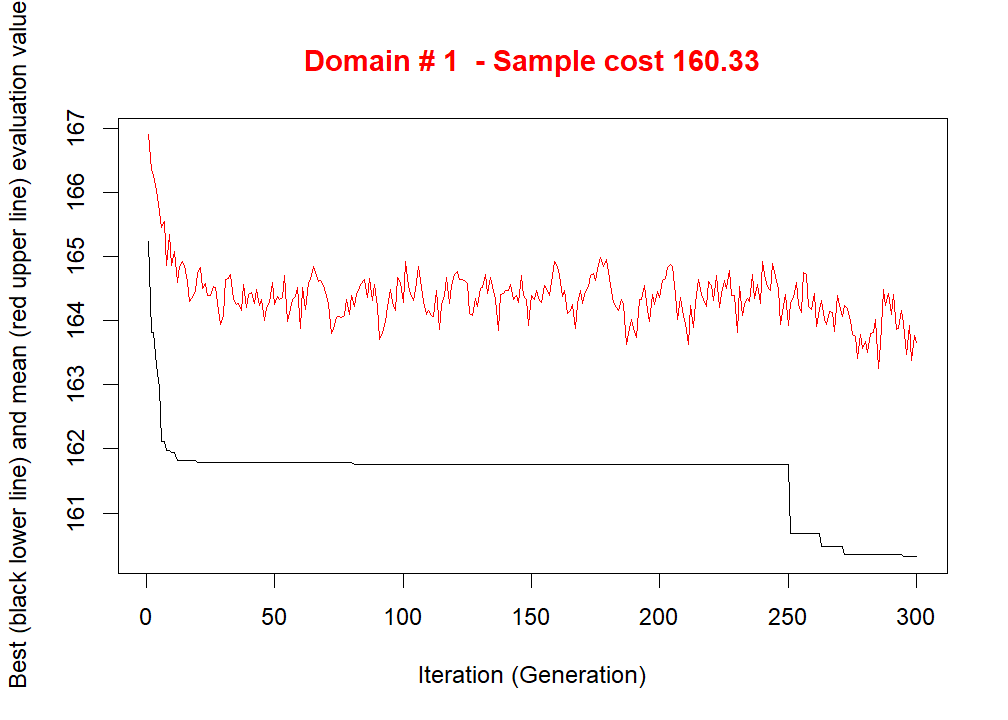 Domain # 1  - Sample cost 160.33
Best (black lower line) and mean (red upper line) evaluation value
167
166
165
164
163
162
161
0 50 100 150 200 250 300
Iteration (Generation)